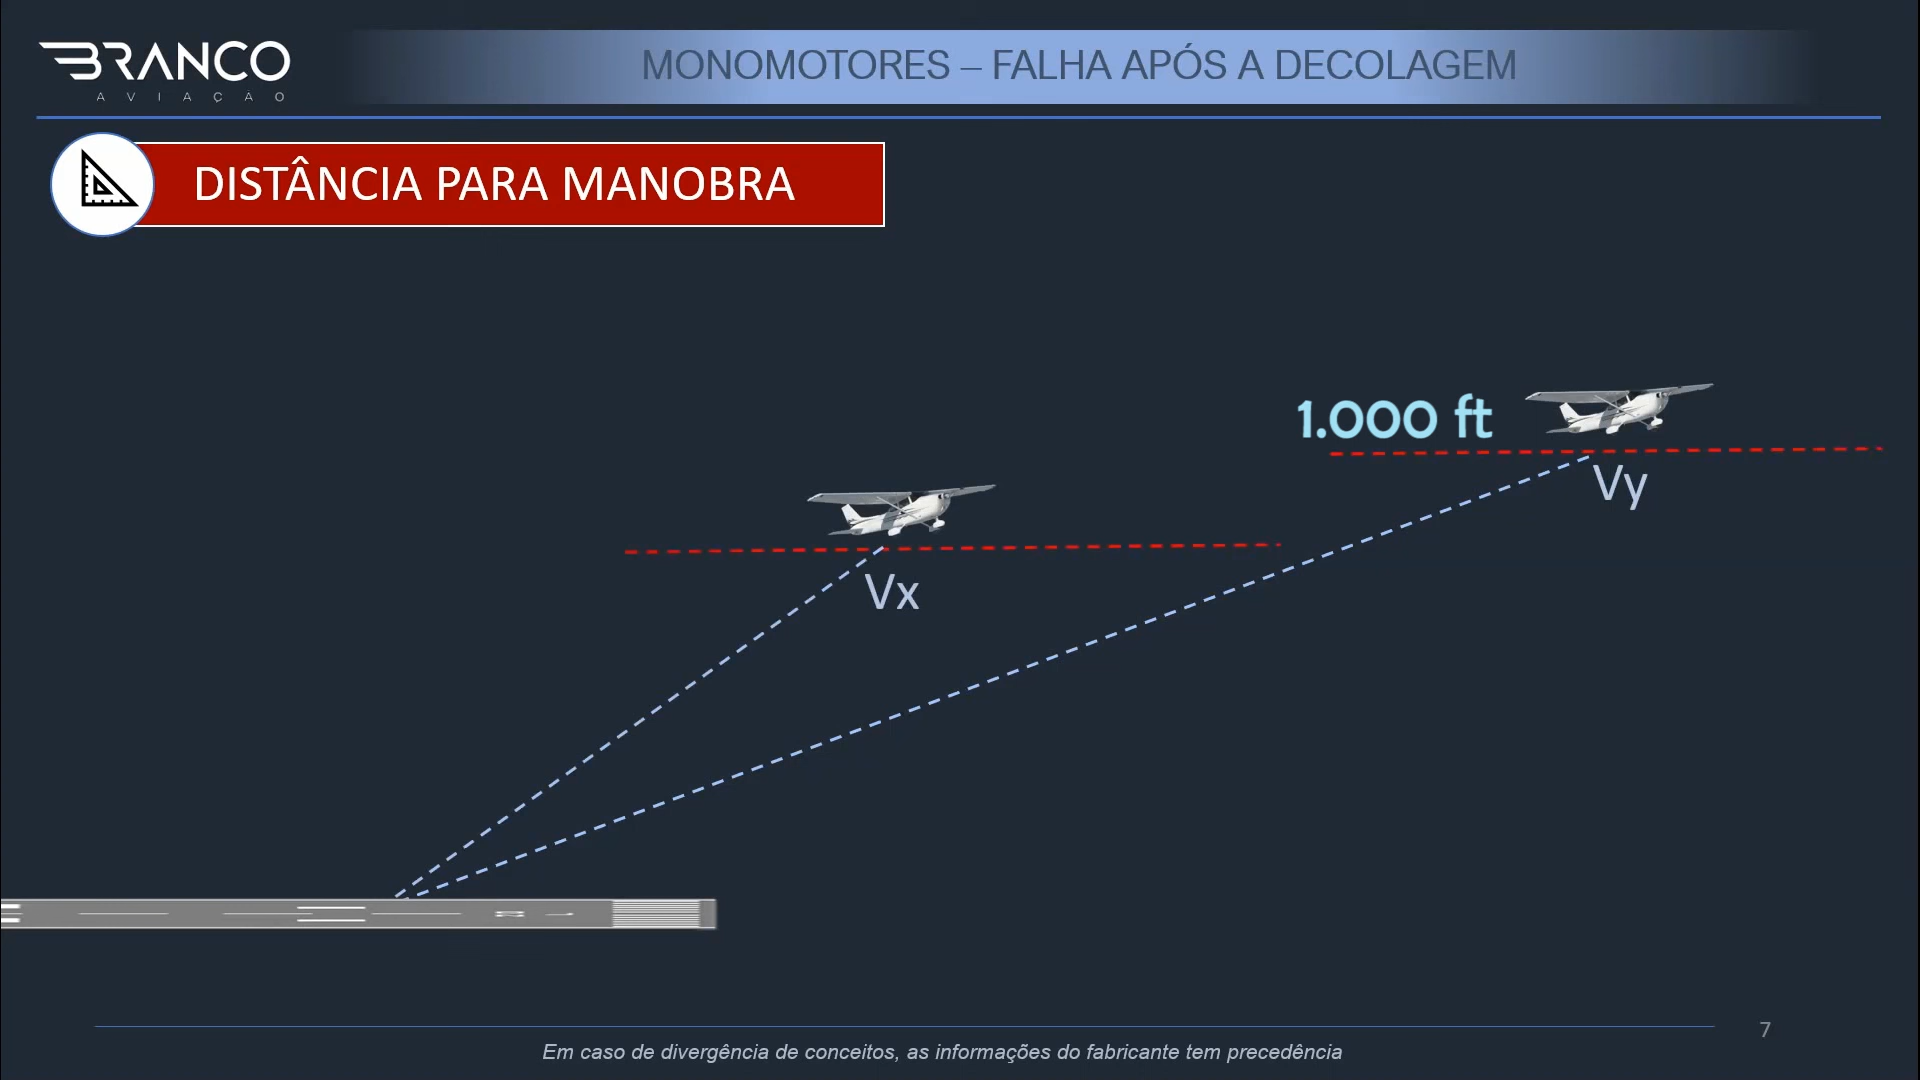 BRANCO
AVIAÇÃO
MONOMOTORES – FALHA APÓS A DECOLAGEM
DISTÂNCIA PARA MANOBRA
1.000 ft
Vy
Vx
7
Em caso de divergência de conceitos, as informações do fabricante tem precedência